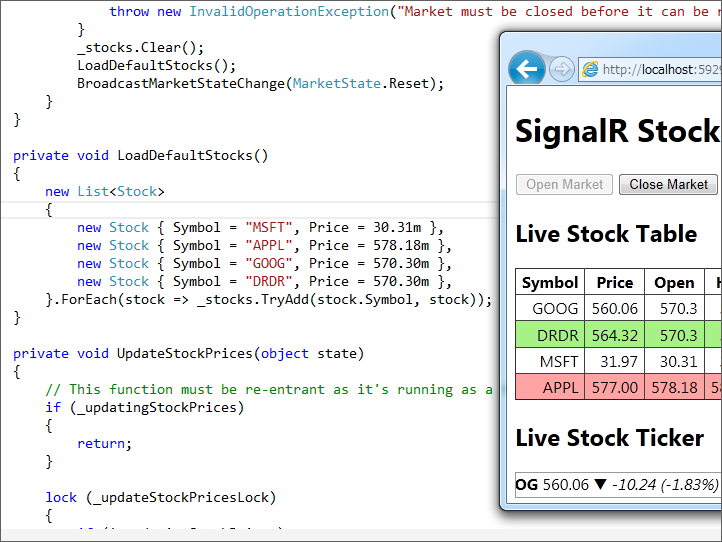 throw new InvalidOperationException("Market must be closed before it can be
}
_stocks.Clear();
LoadDefaultStocks();
BroadcastMarketStateChange(MarketState.Reset);
}
}
private void LoadDefaultStocks()
{
new List<Stock>
{
new Stock { Symbol = "MSFT", Price = 30.31m },
new Stock { Symbol = "APPL", Price = 578.18m },
new Stock { Symbol = "GOOG", Price = 570.30m },
new Stock { Symbol = "DRDR", Price = 570.30m },
}.ForEach(stock => _stocks.TryAdd(stock.Symbol, stock));
}
private void UpdateStockPrices(object state)
{
// This function must be re-entrant as it's running as a
if (_updatingStockPrices)
{
return;
}
lock (_updateStockPricesLock)
{
http://localhost:5929
SignalR Stock
Open Market Close Market
Live Stock Table
Symbol Price Open
GOOG 560.06 570.3
DRDR 564.32 570.3
MSFT 31.97 30.31
APPL 577.00 578.18
Live Stock Ticker
OG 560.06 ▼ -10.24 (-1.83%)